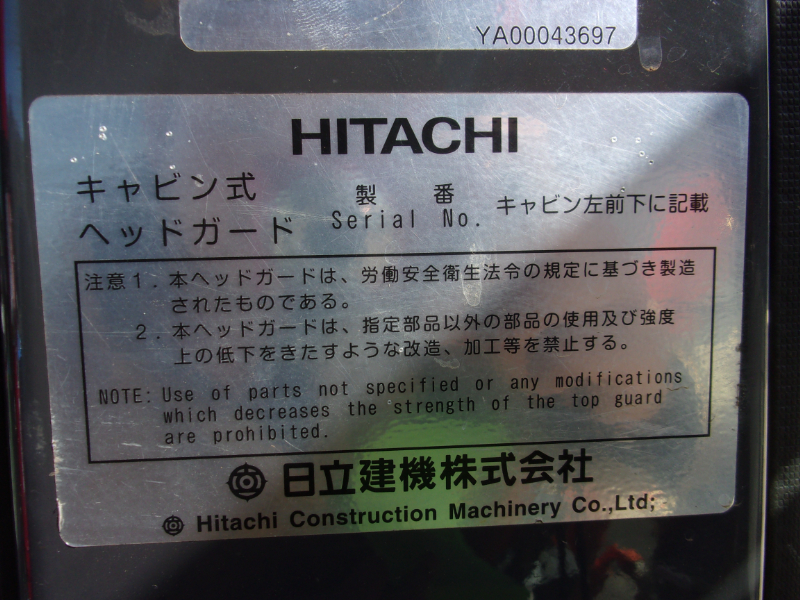 YA00043697
HITACHI
キャビン式
ヘッドガード
製番
Serial No.
キャビン左前下に記載
注意1.本ヘッドガードは、労働安全衛生法令の規定に基づき製造
されたものである。
2.本ヘッドガードは、指定部品以外の部品の使用及び強度
上の低下をきたすような改造、加工等を禁止する。
NOTE: Use of parts not specified or any modifications
which decreases the strength of the top guard
are prohibited.
日立建機株式会社
Hitachi Construction Machinery Co.,Ltd;